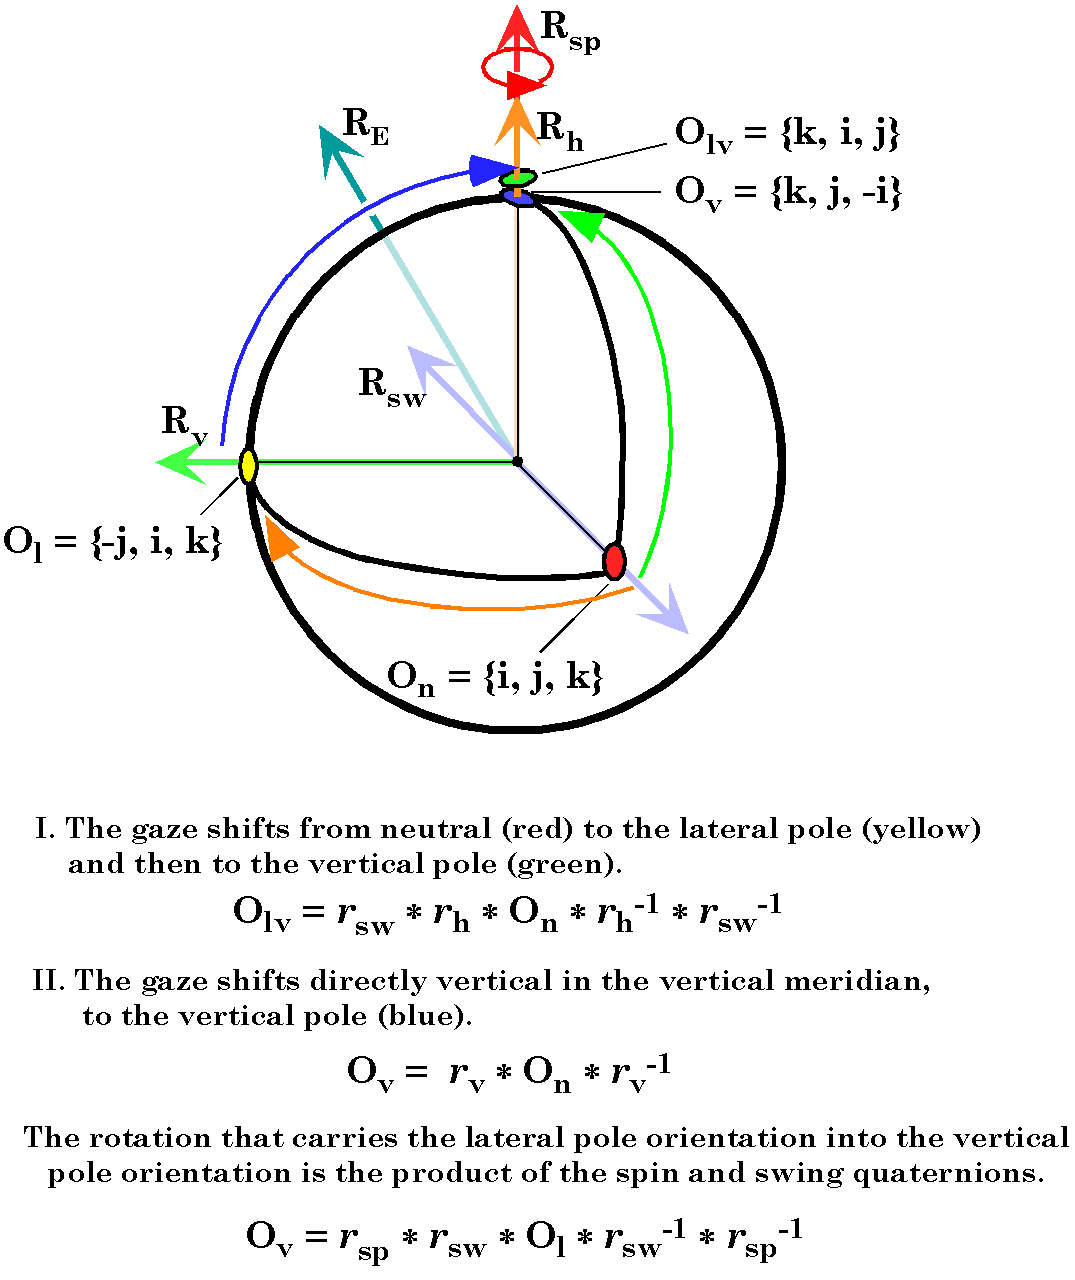 R_sp
R_E
R_h
O_lv = {k, i, j}
O_v = {k, j, -i}
R_sw
R_v
O_l = {-j, i, k}
O_n = {i, j, k}
I. The gaze shifts from neutral (red) to the lateral pole (yellow)
and then to the vertical pole (green).
O_lv = r_sw * r_h * O_n * r_h^-1 * r_sw^-1
II. The gaze shifts directly vertical in the vertical meridian,
to the vertical pole (blue).
O_v = r_v * O_n * r_v^-1
The rotation that carries the lateral pole orientation into the vertical
pole orientation is the product of the spin and swing quaternions.
O_v = r_sp * r_sw * O_l * r_sw^-1 * r_sp^-1